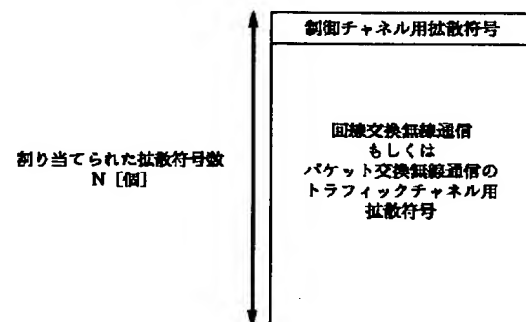 制御チャネル用拡散符号
割り当てられた拡散符号数
N [個]
回線交換無線通信
もしくは
パケット交換無線通信の
トラフィックチャネル用
拡散符号